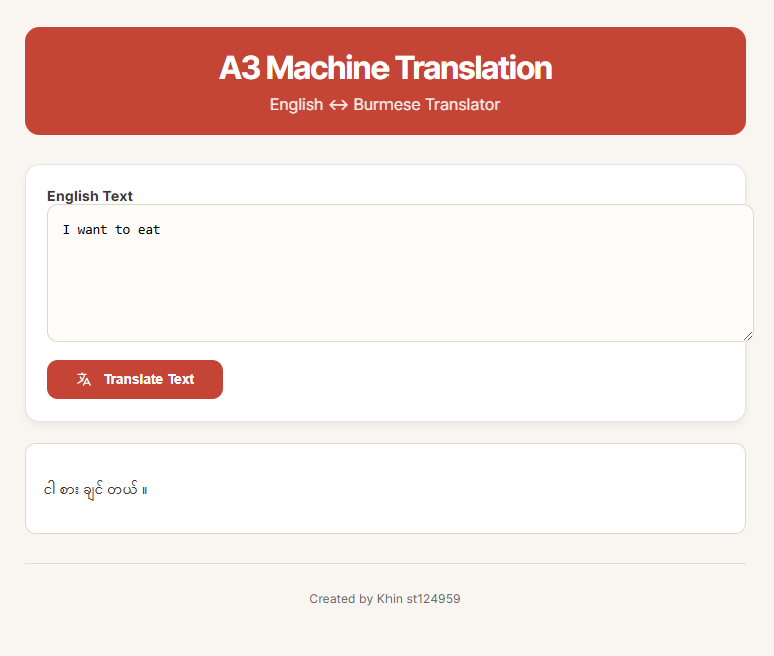 A3 Machine Translation
English ↔ Burmese Translator
English Text
I want to eat
Translate Text
ငါ စား ချင် တယ် ။
Created by Khin st124959